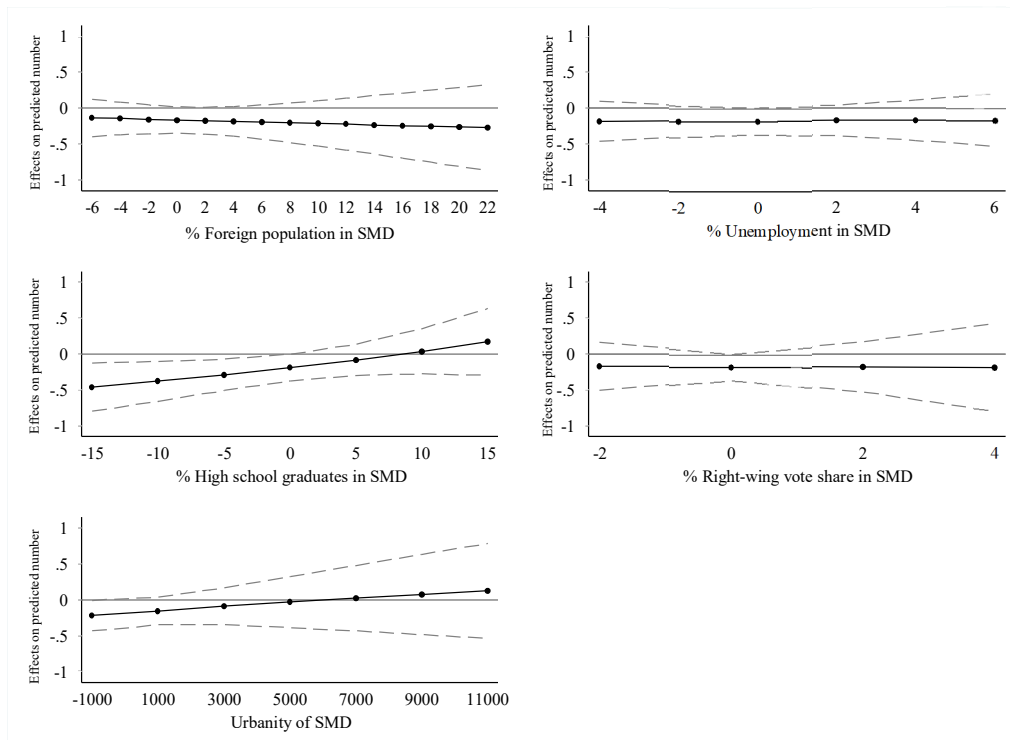 Effects on predicted number
1
.5
0
-.5
-1
-6 -4 -2 0 2 4 6 8 10 12 14 16 18 20 22
% Foreign population in SMD
Effects on predicted number
1
.5
0
-.5
-1
-4 -2 0 2 4 6
% Unemployment in SMD
Effects on predicted number
1
.5
0
-.5
-1
-15 -10 -5 0 5 10 15
% High school graduates in SMD
Effects on predicted number
1
.5
0
-.5
-1
-2 0 2 4
% Right-wing vote share in SMD
Effects on predicted number
1
.5
0
-.5
-1
-1000 1000 3000 5000 7000 9000 11000
Urbanity of SMD